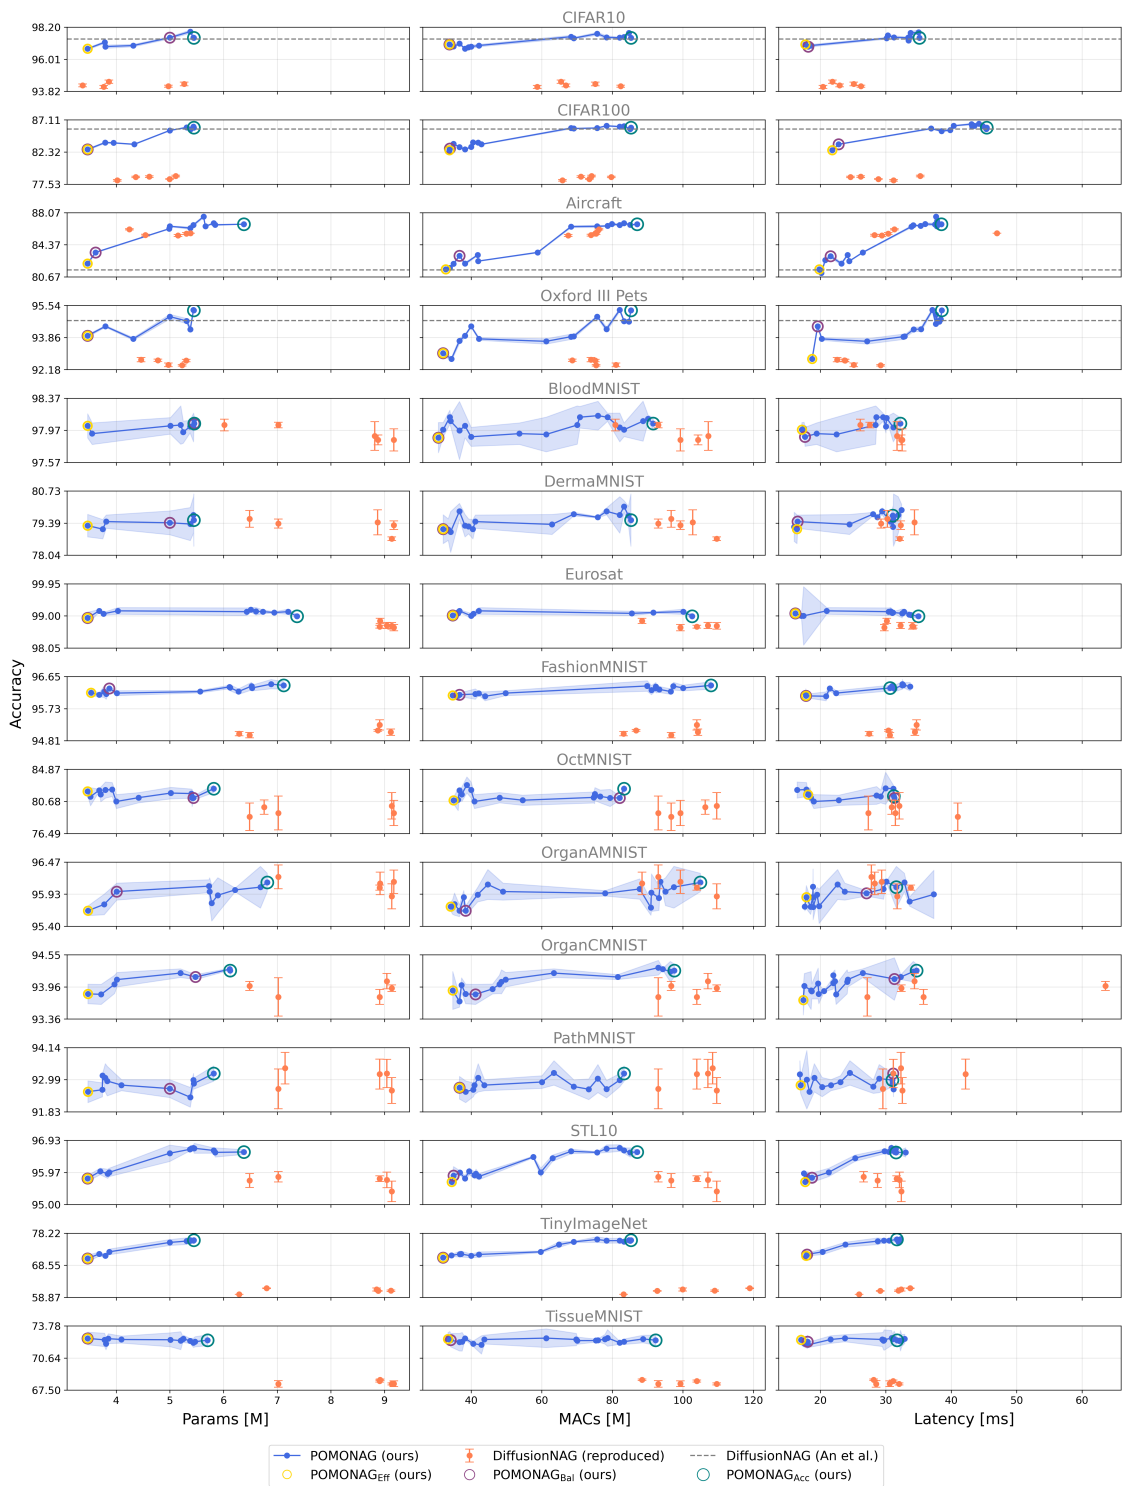 CIFAR10
98.20
96.01
93.82
CIFAR100
87.11
82.32
77.53
Aircraft
88.07
84.37
80.67
Oxford III Pets
95.54
93.86
92.18
BloodMNIST
98.37
97.97
97.57
DermaMNIST
80.73
79.39
78.04
Eurosat
99.95
99.00
98.05
FashionMNIST
96.65
95.73
94.81
OctMNIST
84.87
80.68
76.49
OrganAMNIST
96.47
95.93
95.40
OrganCMNIST
94.55
93.96
93.36
PathMNIST
94.14
92.99
91.83
STL10
96.93
95.97
95.00
TinyImageNet
78.22
68.55
58.87
TissueMNIST
73.78
70.64
67.50
Accuracy
4 5 6 7 8 9
40 60 80 100 120
20 30 40 50 60
Params [M]
MACs [M]
Latency [ms]
POMONAG (ours)
DiffusionNAG (reproduced)
DiffusionNAG (An et al.)
POMONAG_Eff (ours)
POMONAG_Bal (ours)
POMONAG_Acc (ours)